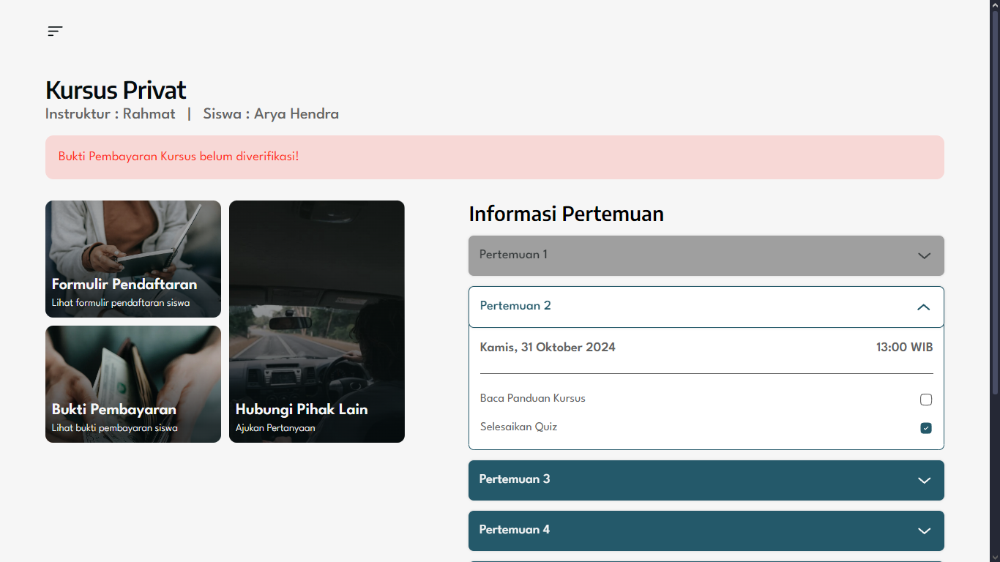 Kursus Privat
Instruktur : Rahmat | Siswa : Arya Hendra
Bukti Pembayaran Kursus belum diverifikasi!
Formulir Pendaftaran
Lihat formulir pendaftaran siswa
Bukti Pembayaran
Lihat bukti pembayaran siswa
Hubungi Pihak Lain
Ajukan Pertanyaan
Informasi Pertemuan
Pertemuan 1
Pertemuan 2
Kamis, 31 Oktober 2024 13:00 WIB
Baca Panduan Kursus
Selesaikan Quiz
Pertemuan 3
Pertemuan 4